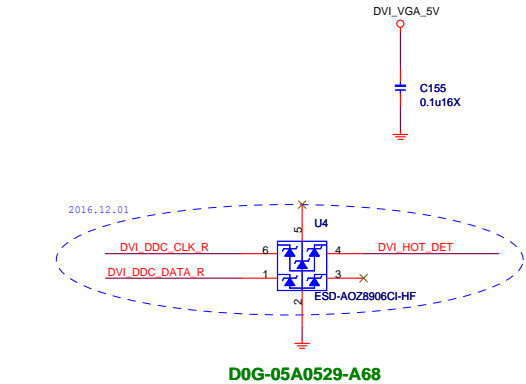 DVI_VGA_5V
C155
0.1u16X
2016.12.01
U4
5
DVI_DDC_CLK_R
6
4
DVI_HOT_DET
DVI_DDC_DATA_R
1
3
2
ESD-AOZ8906CI-HF
D0G-05A0529-A68